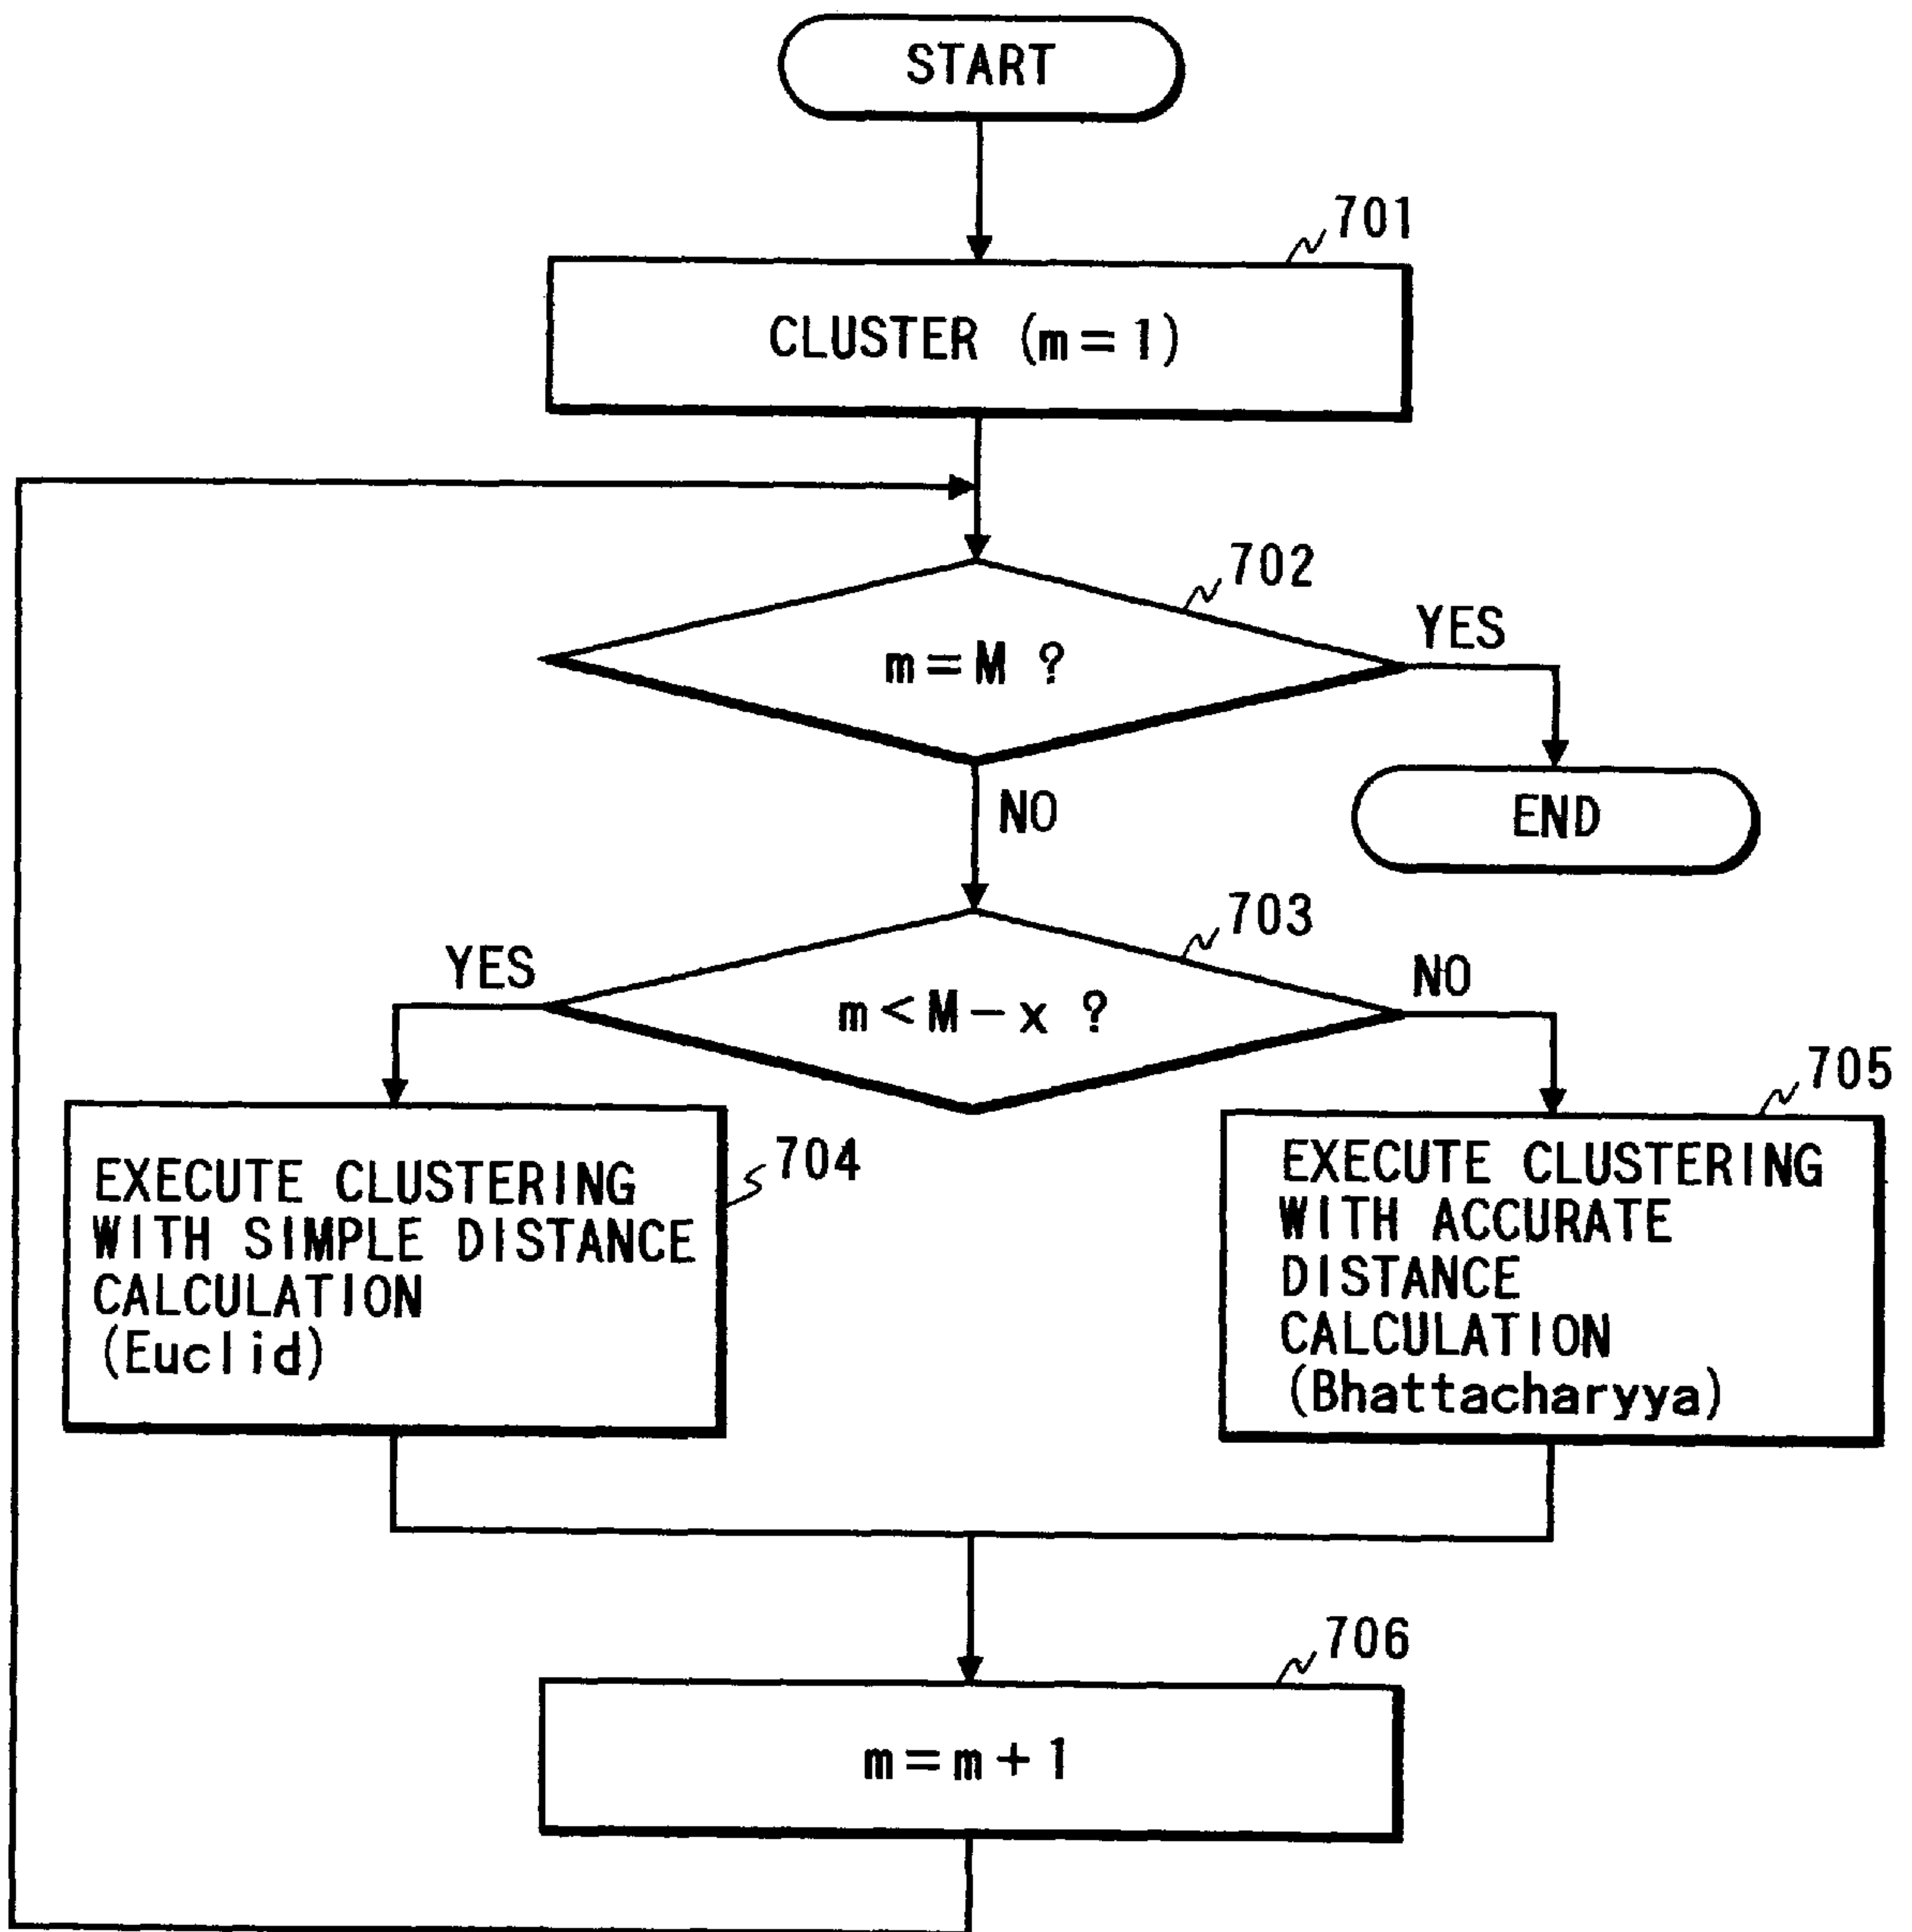 START
701
CLUSTER (m=1)
702
YES
m=M ?
END
NO
703
YES
NO
m<M-x ?
705
704
EXECUTE CLUSTERING
WITH SIMPLE DISTANCE
CALCULATION
(Euclid)
EXECUTE CLUSTERING
WITH ACCURATE
DISTANCE
CALCULATION
(Bhattacharyya)
706
m=m+1